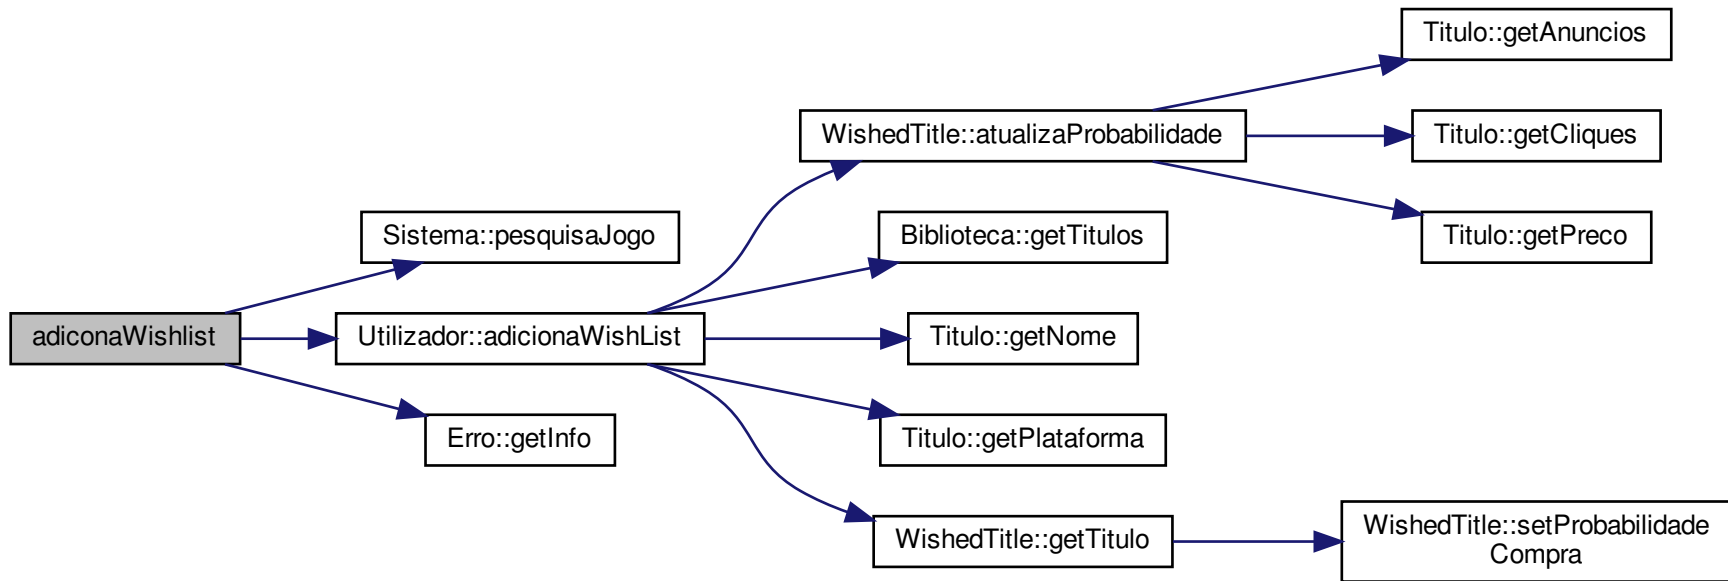 adiconaWishlist
Sistema::pesquisaJogo
Utilizador::adicionaWishList
Erro::getInfo
WishedTitle::atualizaProbabilidade
Biblioteca::getTitulos
Titulo::getNome
Titulo::getPlataforma
WishedTitle::getTitulo
Titulo::getAnuncios
Titulo::getCliques
Titulo::getPreco
WishedTitle::setProbabilidade
Compra